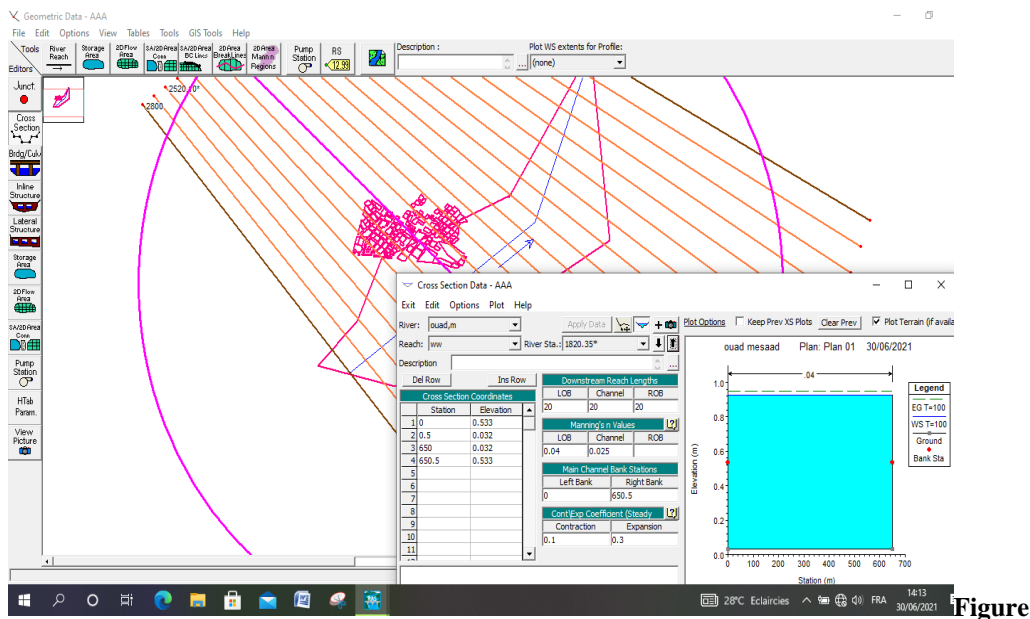 Geometric Data - AAA
File Edit Options View Tables Tools GIS Tools Help
Tools
Editors
River Reach
Storage Area
2D Flow Area
SA/2D Area Conn
SA/2D Area BC Lines
2D Area BreakLines
2D Area Mann n Regions
Pump Station
RS
12.99
Description :
...
Plot WS extents for Profile:
(none)
Junct.
Cross Section
Brdg/Culv
Inline Structure
Lateral Structure
Storage Area
2D Flow Area
SA/2D Area Conn
Pump Station
HTab Param.
View Picture
2520.
2800
Cross Section Data - AAA
Exit Edit Options Plot Help
River: ouad,m
Apply Data
Plot Options Keep Prev XS Plots Clear Prev Plot Terrain (if availa
Reach: ww River Sta.: 1820.35*
Description ...
Del Row Ins Row
Cross Section Coordinates
Station Elevation
1 0 0.533
2 0.5 0.032
3 650 0.032
4 650.5 0.533
5
6
7
8
9
10
11
Downstream Reach Lengths
LOB Channel ROB
20 20 20
Manning's n Values
LOB Channel ROB
0.04 0.025
Main Channel Bank Stations
Left Bank Right Bank
0 650.5
Cont\Exp Coefficient (Steady
Contraction Expansion
0.1 0.3
ouad mesaad Plan: Plan 01 30/06/2021
.04
Elevation (m)
1.0
0.8
0.6
0.4
0.2
0.0
0 100 200 300 400 500 600 700
Station (m)
Legend
EG T=100
WS T=100
Ground
Bank Sta
28°C Eclaircies FRA 14:13
30/06/2021
Figure